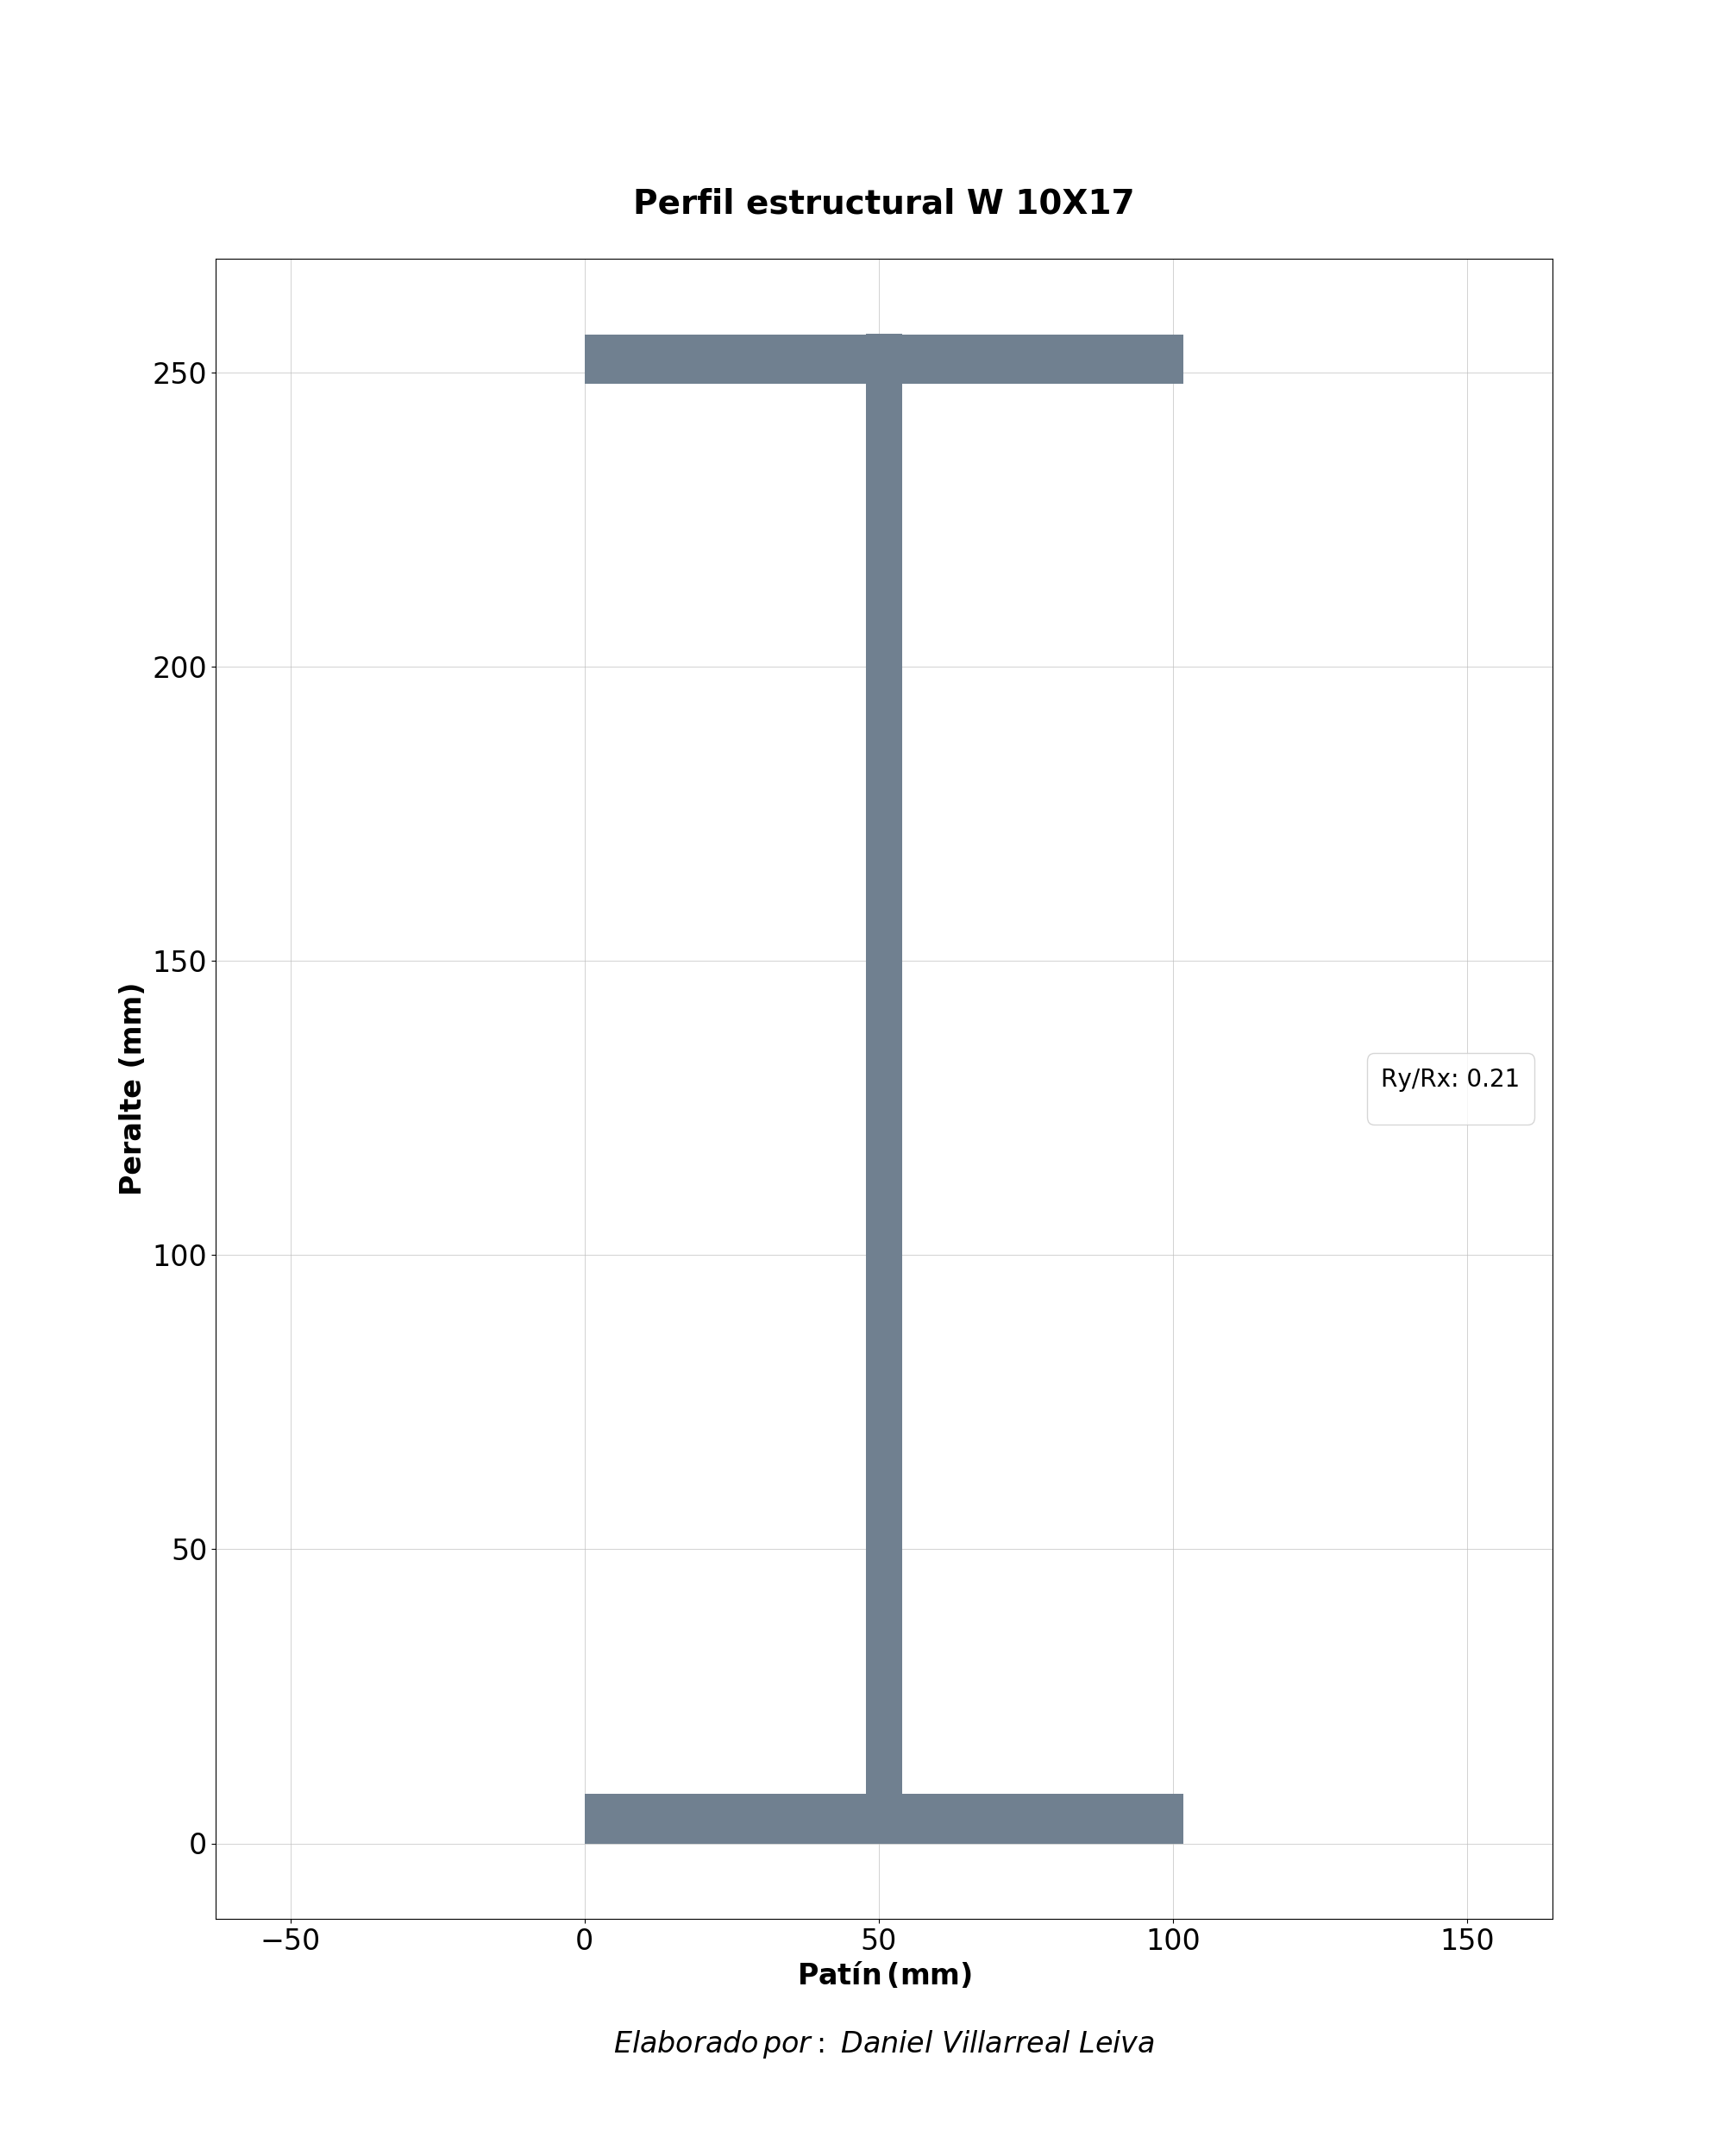 Perfil estructural W 10X17
250
200
150
100
50
0
Peralte (mm)
Ry/Rx: 0.21
−50 0 50 100 150
Patín (mm)
Elaborado por: Daniel Villarreal Leiva